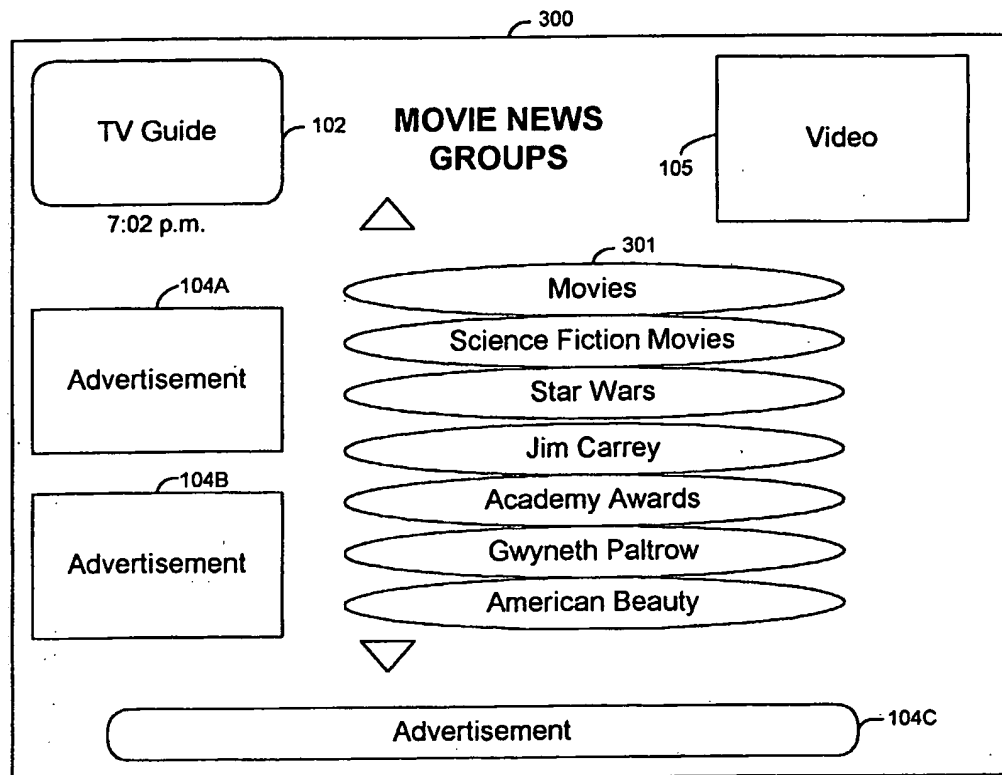 300
TV Guide
102
MOVIE NEWS
GROUPS
105
Video
7:02 p.m.
301
Movies
104A
Science Fiction Movies
Advertisement
Star Wars
Jim Carrey
104B
Academy Awards
Advertisement
Gwyneth Paltrow
American Beauty
Advertisement
104C